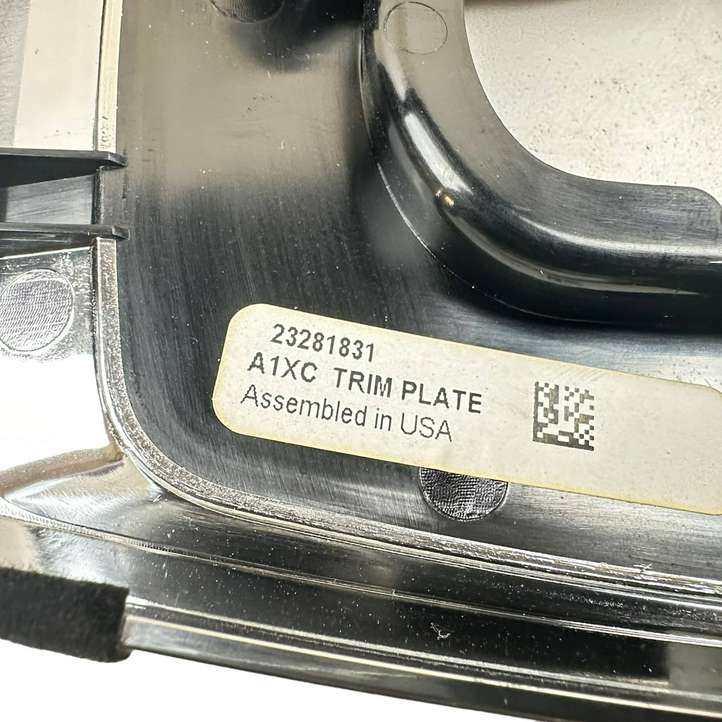 23281831
A1XC TRIM PLATE
Assembled in USA